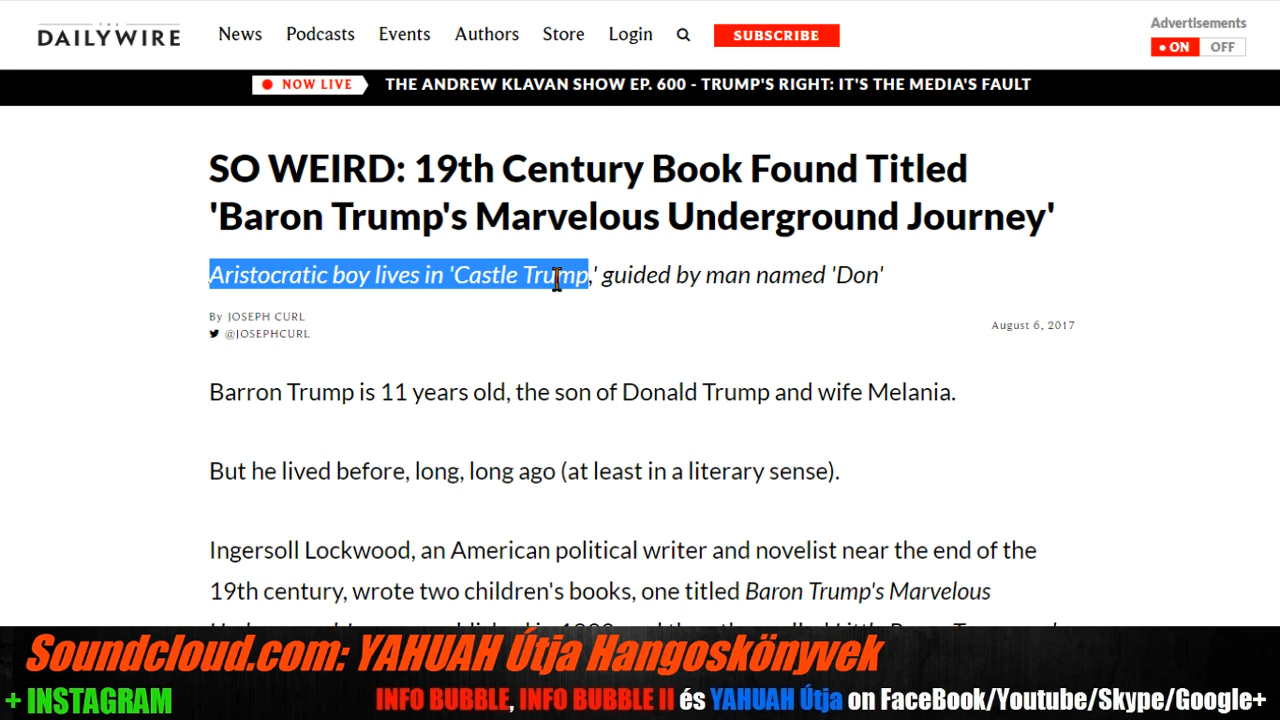 THE
DAILYWIRE
News Podcasts Events Authors Store Login SUBSCRIBE
Advertisements
ON OFF
NOW LIVE THE ANDREW KLAVAN SHOW EP. 600 - TRUMP'S RIGHT: IT'S THE MEDIA'S FAULT
SO WEIRD: 19th Century Book Found Titled
'Baron Trump's Marvelous Underground Journey'
Aristocratic boy lives in 'Castle Trump,' guided by man named 'Don'
By JOSEPH CURL
@JOSEPHCURL
August 6, 2017
Barron Trump is 11 years old, the son of Donald Trump and wife Melania.
But he lived before, long, long ago (at least in a literary sense).
Ingersoll Lockwood, an American political writer and novelist near the end of the
19th century, wrote two children's books, one titled Baron Trump's Marvelous
Soundcloud.com: YAHUAH Útja Hangoskönyvek
+ INSTAGRAM
INFO BUBBLE, INFO BUBBLE II és YAHUAH Útja on FaceBook/Youtube/Skype/Google+